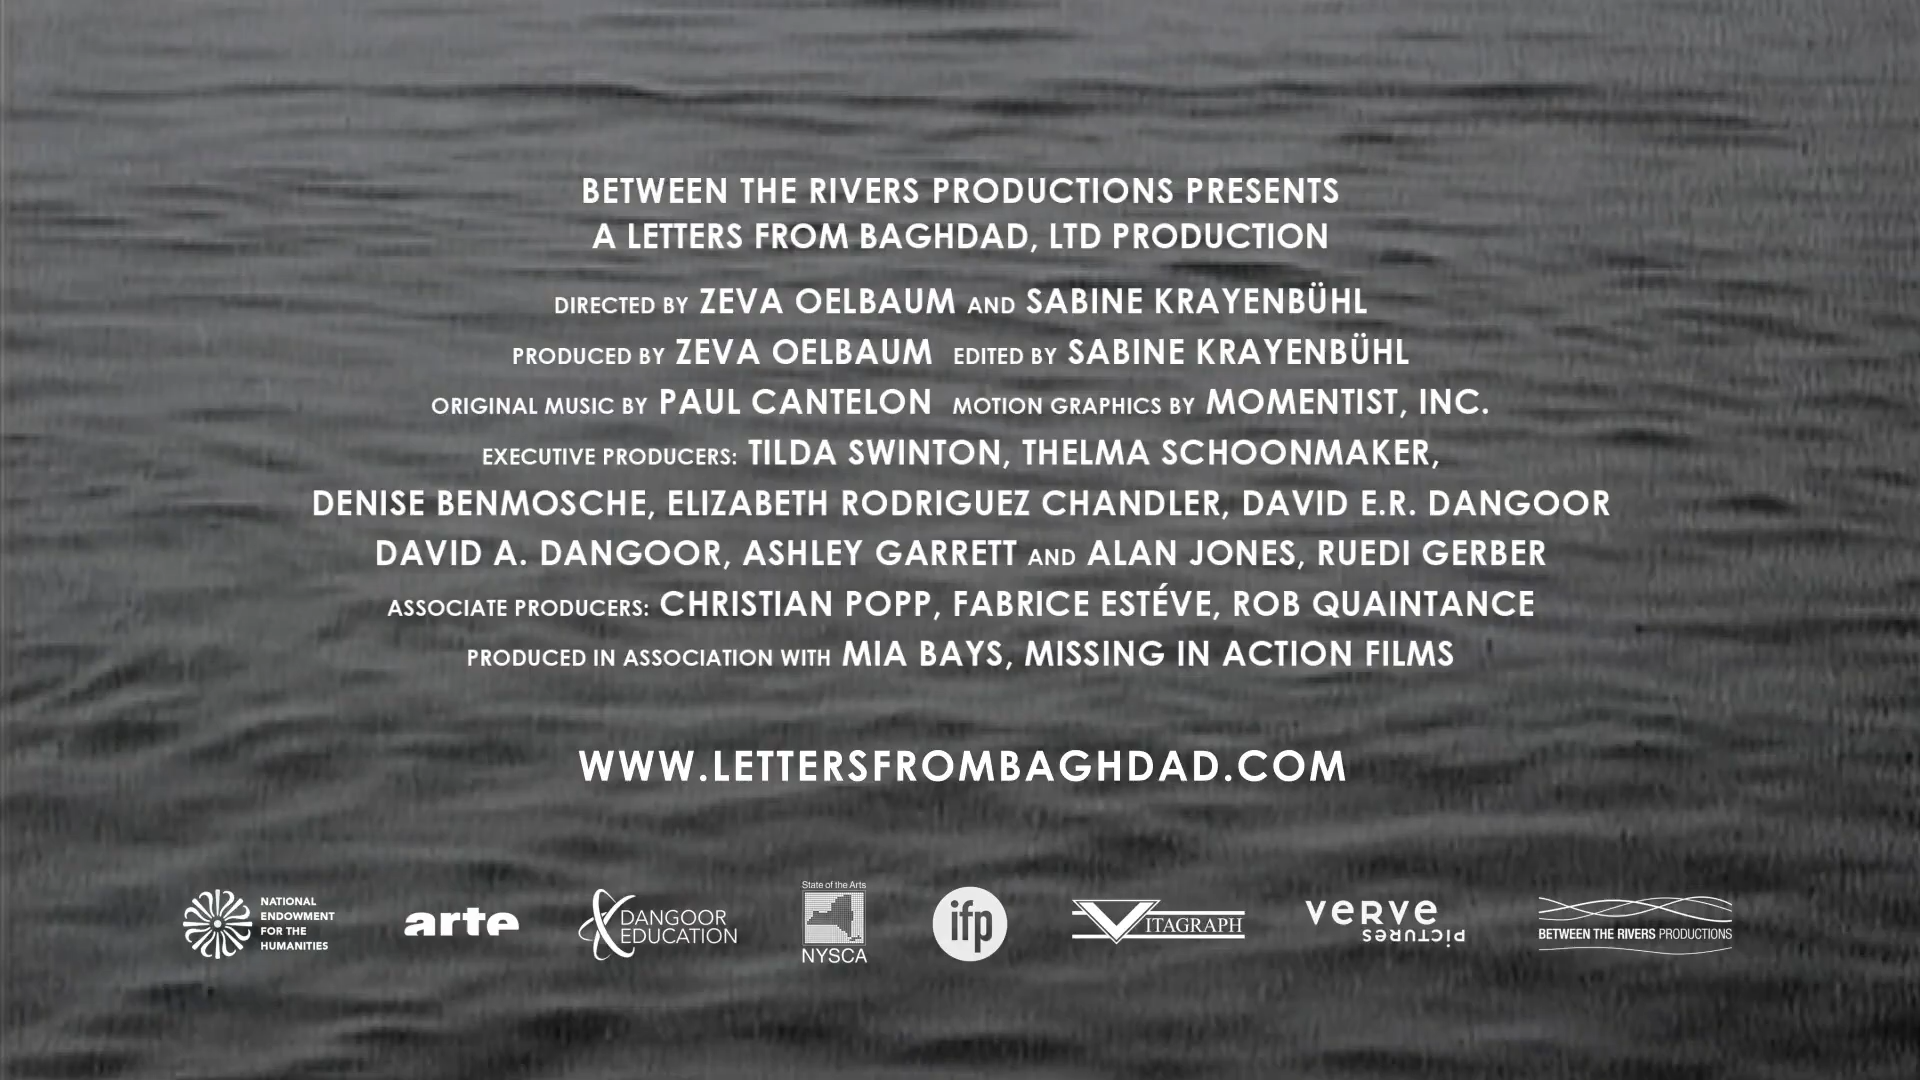 BETWEEN THE RIVERS PRODUCTIONS PRESENTS
A LETTERS FROM BAGHDAD, LTD PRODUCTION
DIRECTED BY ZEVA OELBAUM AND SABINE KRAYENBÜHL
PRODUCED BY ZEVA OELBAUM EDITED BY SABINE KRAYENBÜHL
ORIGINAL MUSIC BY PAUL CANTELON MOTION GRAPHICS BY MOMENTIST, INC.
EXECUTIVE PRODUCERS: TILDA SWINTON, THELMA SCHOONMAKER,
DENISE BENMOSCHE, ELIZABETH RODRIGUEZ CHANDLER, DAVID E.R. DANGOOR
DAVID A. DANGOOR, ASHLEY GARRETT AND ALAN JONES, RUEDI GERBER
ASSOCIATE PRODUCERS: CHRISTIAN POPP, FABRICE ESTÉVE, ROB QUAINTANCE
PRODUCED IN ASSOCIATION WITH MIA BAYS, MISSING IN ACTION FILMS
WWW.LETTERSFROMBAGHDAD.COM
NATIONAL
ENDOWMENT
FOR THE
HUMANITIES
arte
DANGOOR
EDUCATION
State of the Arts
NYSCA
ifp
VITAGRAPH
verve
pictures
BETWEEN THE RIVERS PRODUCTIONS